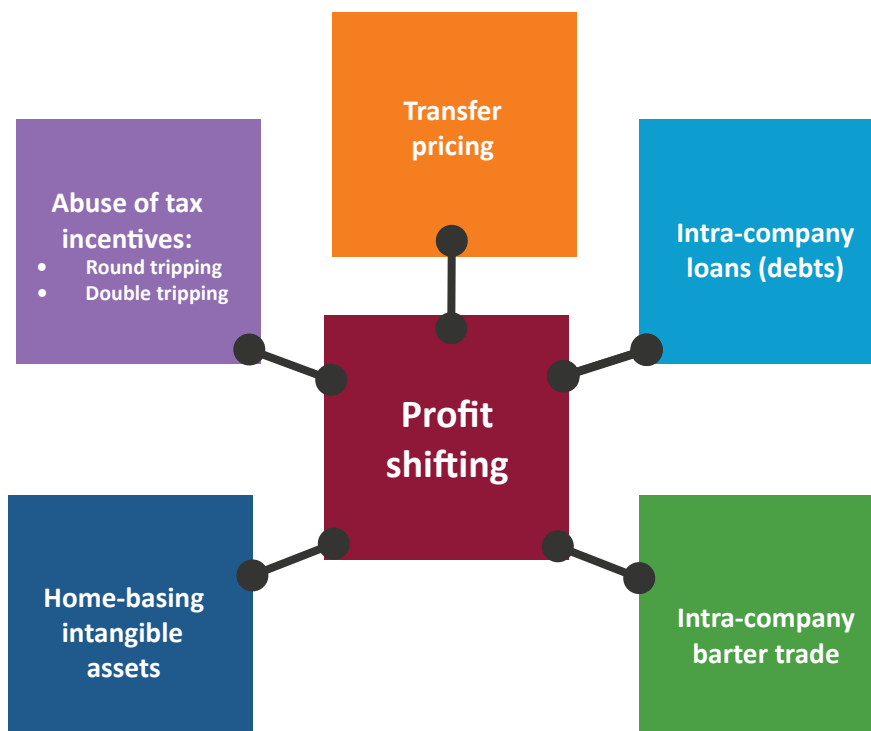 Transfer
pricing
Abuse of tax
incentives:
• Round tripping
• Double tripping
Intra-company
loans (debts)
Profit
shifting
Home-basing
intangible
assets
Intra-company
barter trade